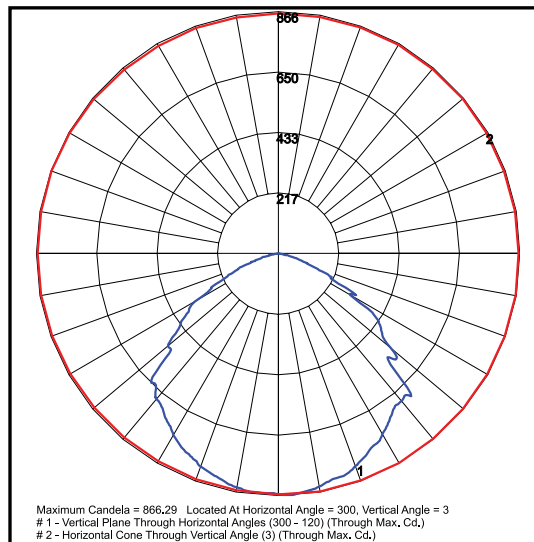 866
650
433
217
2
1
Maximum Candela = 866.29 Located At Horizontal Angle = 300, Vertical Angle = 3
# 1 - Vertical Plane Through Horizontal Angles (300 - 120) (Through Max. Cd.)
# 2 - Horizontal Cone Through Vertical Angle (3) (Through Max. Cd.)